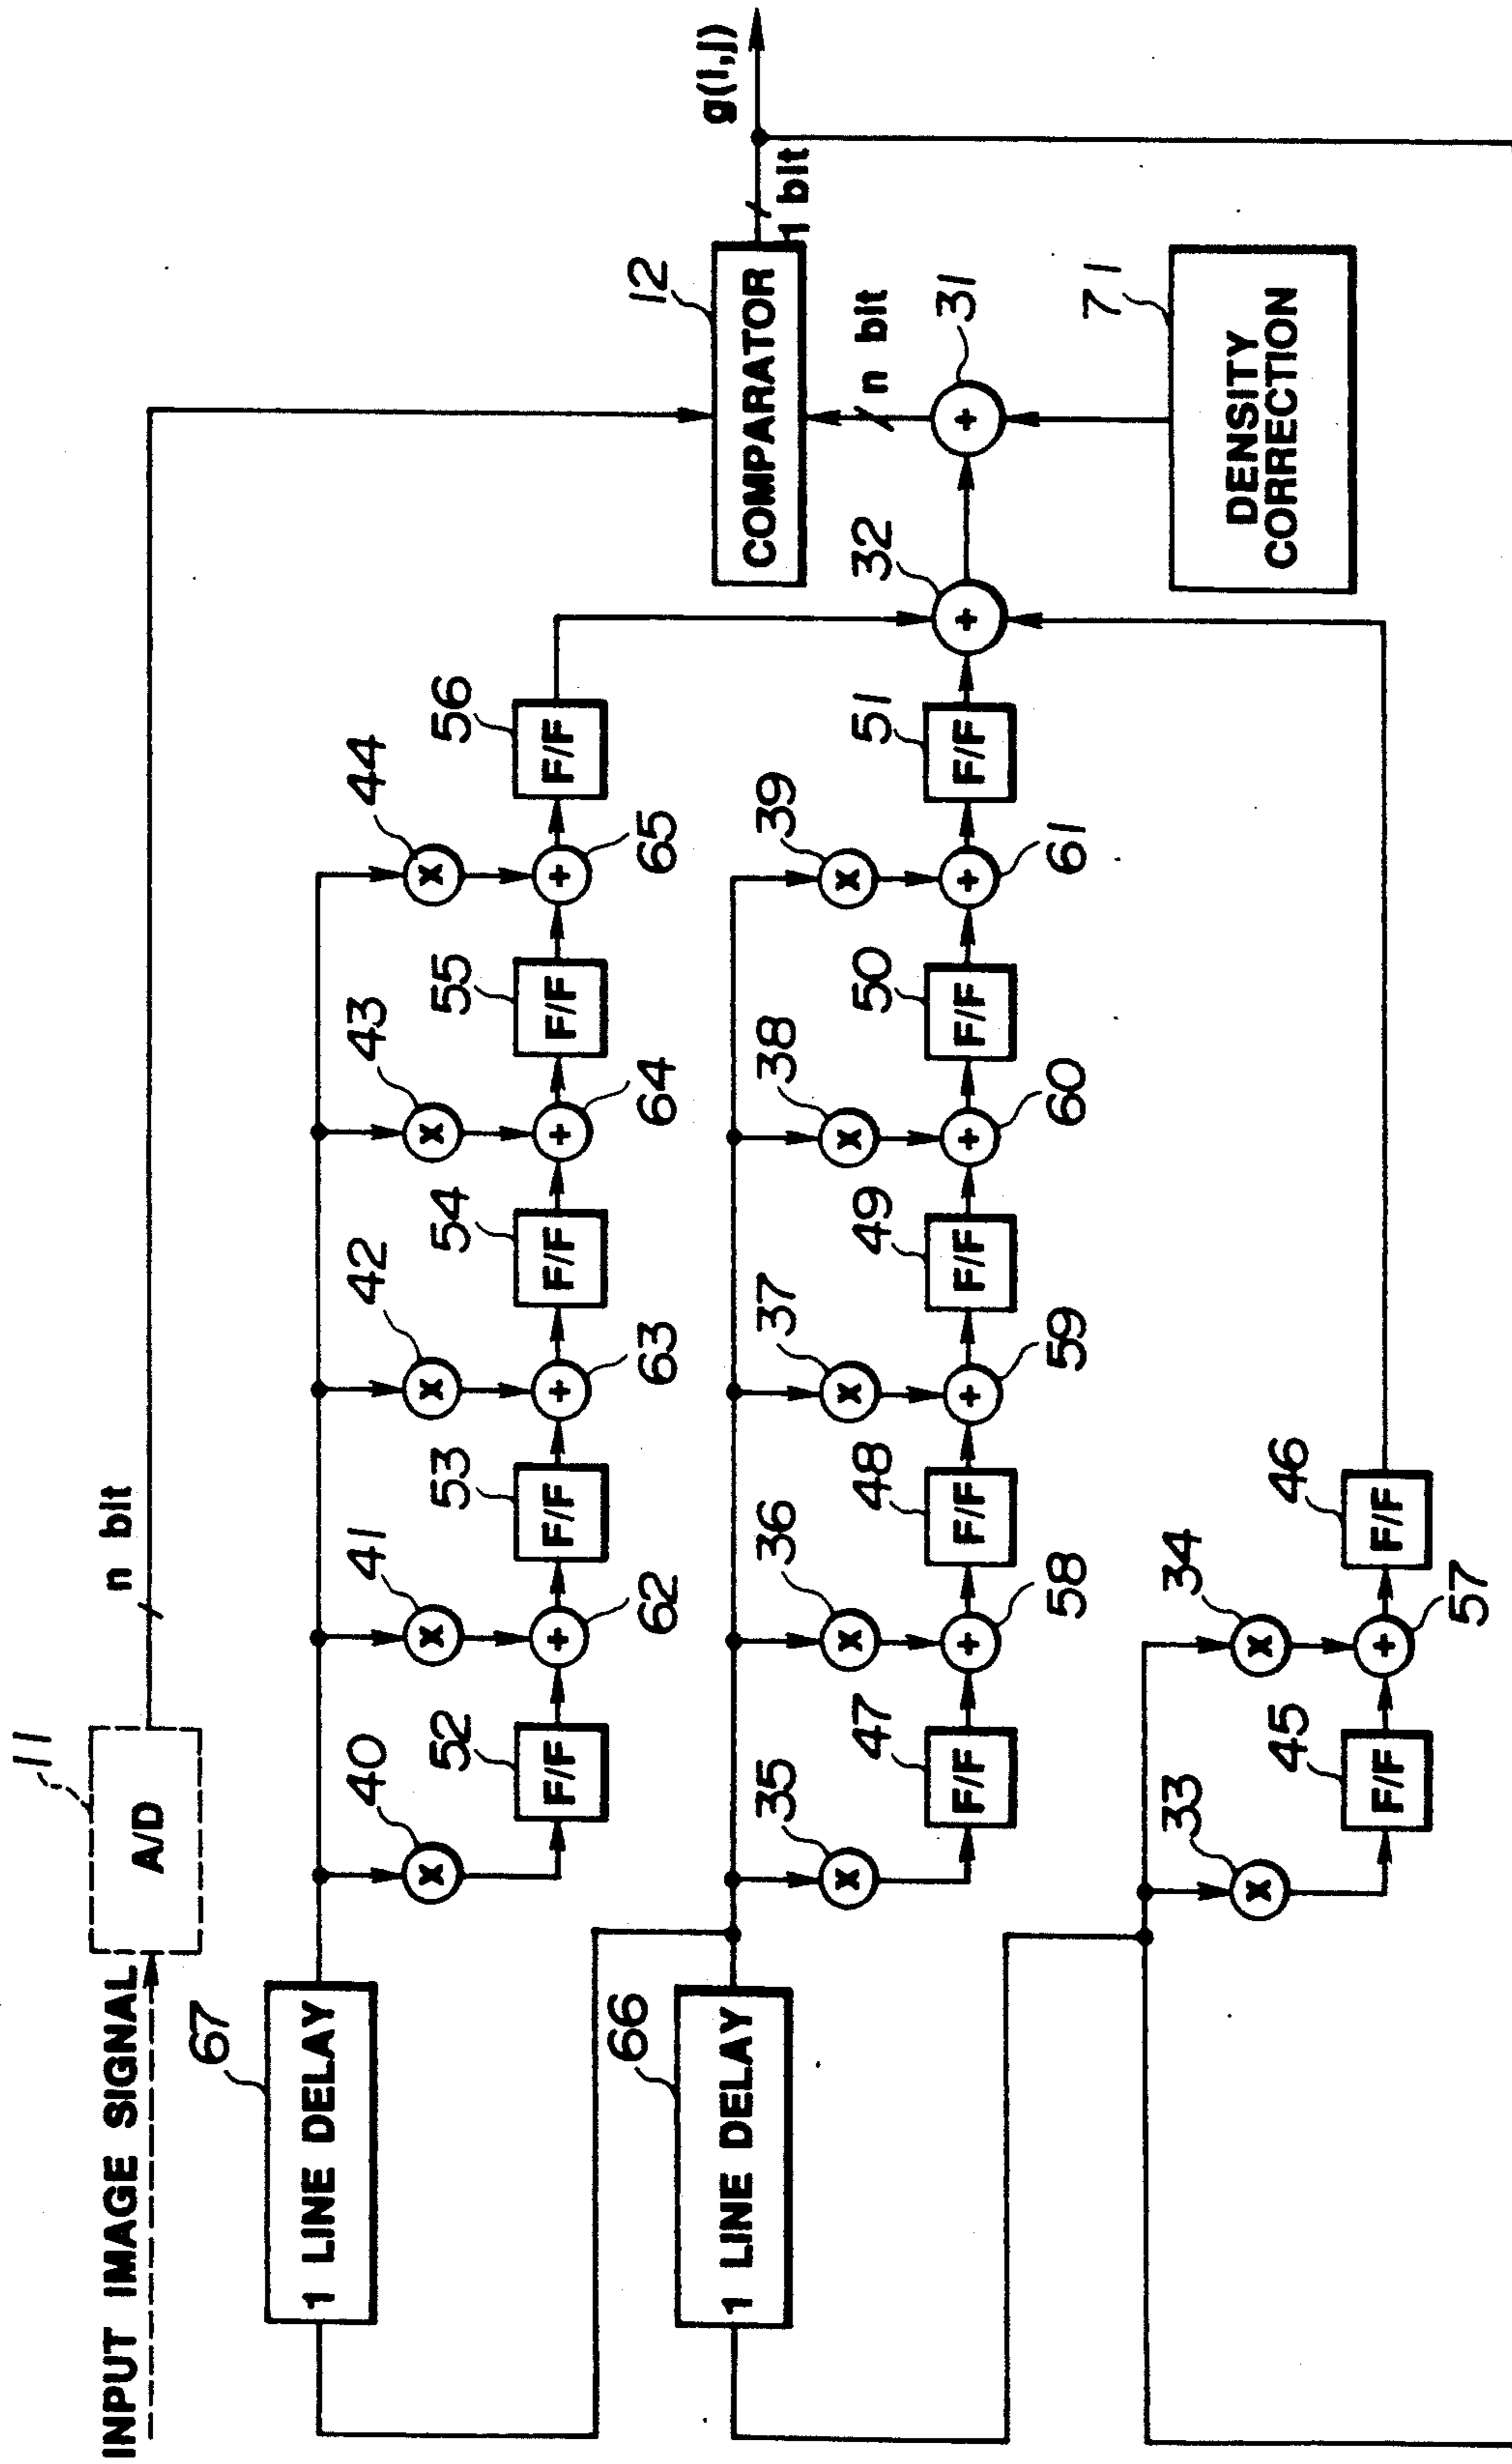 INPUT IMAGE SIGNAL
11
A/D
n bit
67
1 LINE DELAY
40
41
42
43
44
x
x
x
x
x
52
53
54
55
56
F/F
F/F
F/F
F/F
F/F
+
+
+
+
62
63
64
65
12
COMPARATOR
1 bit
g(i,j)
66
1 LINE DELAY
35
36
37
38
39
x
x
x
x
x
47
48
49
50
51
F/F
F/F
F/F
F/F
F/F
+
+
+
+
58
59
60
61
32
+
31
+
n bit
33
34
x
x
45
46
F/F
F/F
+
57
71
DENSITY
CORRECTION